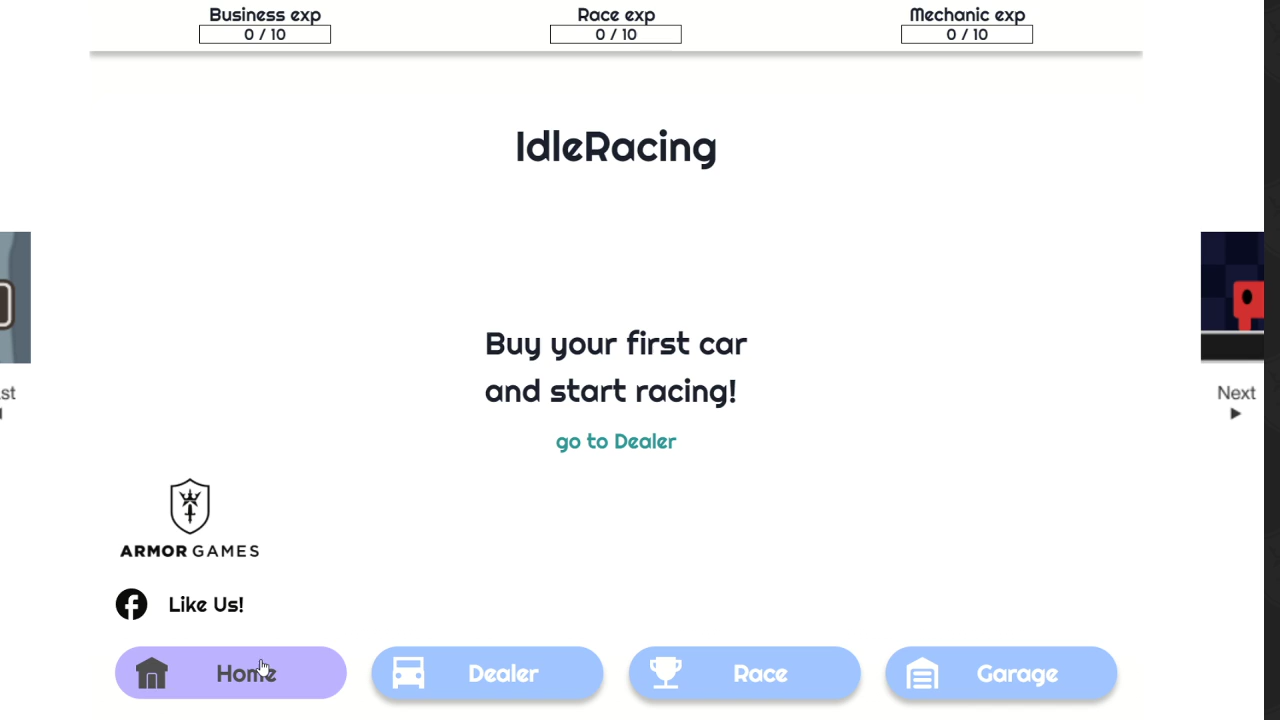 Business exp
0 / 10
Race exp
0 / 10
Mechanic exp
0 / 10
IdleRacing
Buy your first car
and start racing!
go to Dealer
Next
ARMOR GAMES
Like Us!
Home
Dealer
Race
Garage